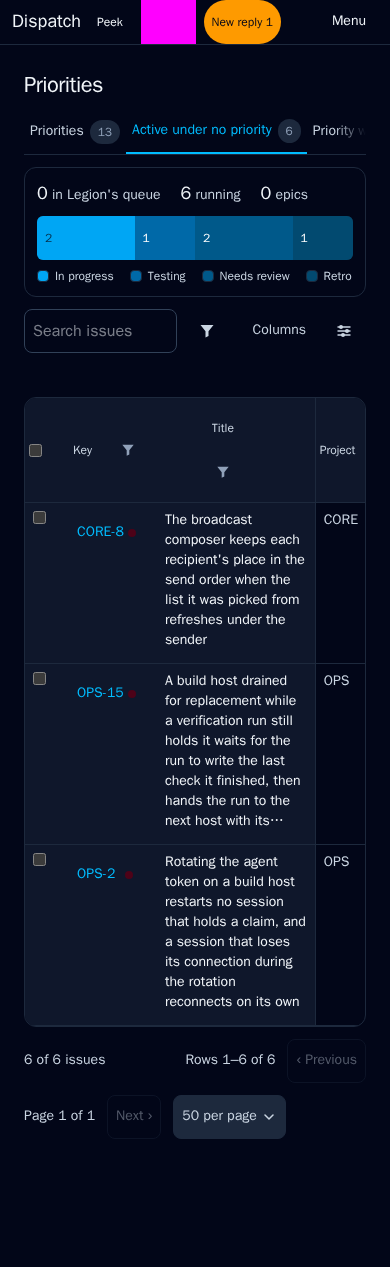 Dispatch Peek New reply 1 Menu
Priorities
Priorities 13 Active under no priority 6 Priority
0 in Legion's queue 6 running 0 epics
2 1 2 1
In progress Testing Needs review Retro
Search issues Columns
Title
Key Project
CORE-8 The broadcast CORE
composer keeps each
recipient's place in the
send order when the
list it was picked from
refreshes under the
sender
OPS-15 A build host drained OPS
for replacement while
a verification run still
holds it waits for the
run to write the last
check it finished, then
hands the run to the
next host with its…
OPS-2 Rotating the agent OPS
token on a build host
restarts no session
that holds a claim, and
a session that loses
its connection during
the rotation
reconnects on its own
6 of 6 issues Rows 1–6 of 6 ‹ Previous
Page 1 of 1 Next › 50 per page